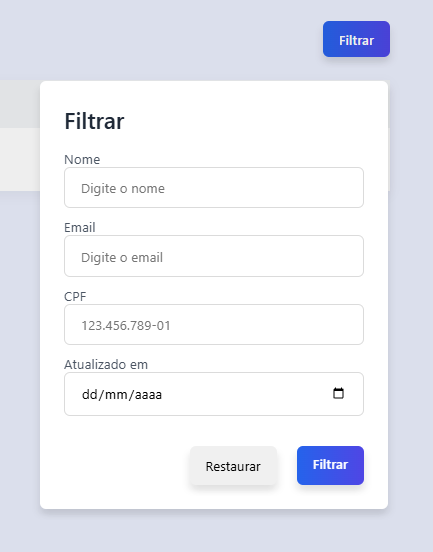 Filtrar
Filtrar
Nome
Digite o nome
Email
Digite o email
CPF
123.456.789-01
Atualizado em
dd/mm/aaaa
Restaurar
Filtrar